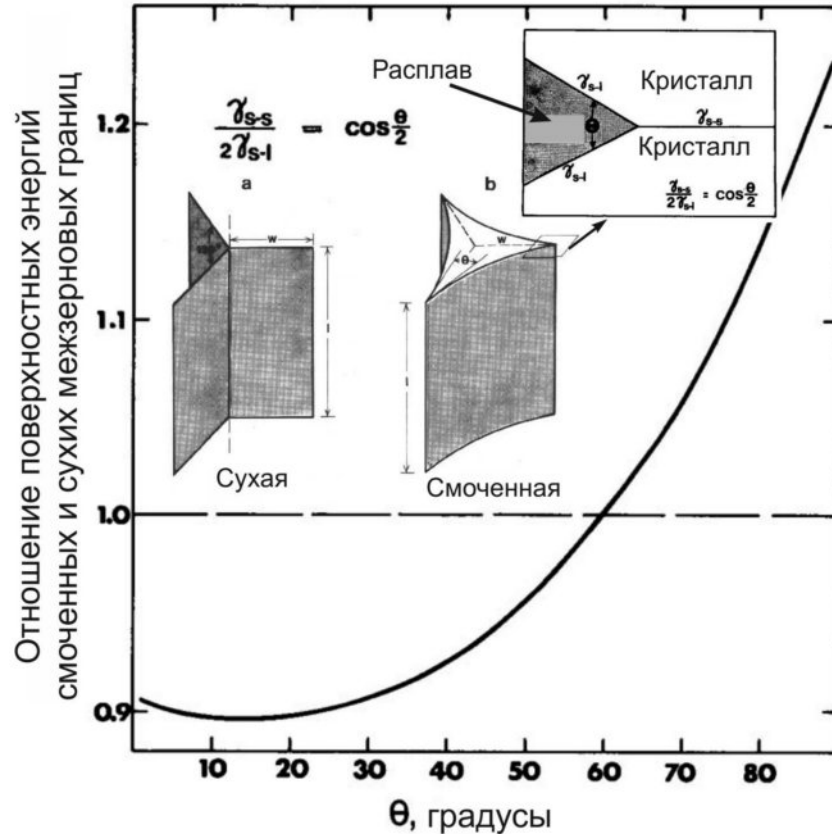 Отношение поверхностных энергий
смоченных и сухих межзерновых границ
1.2
1.1
1.0
0.9
γs-s / 2γs-l = cos θ/2
a
w
l
Сухая
b
w
θ
l
Смоченная
Расплав
γs-l
Кристалл
γs-s
θ
Кристалл
γs-l
γs-s / 2γs-l = cos θ/2
10 20 30 40 50 60 70 80
θ, градусы